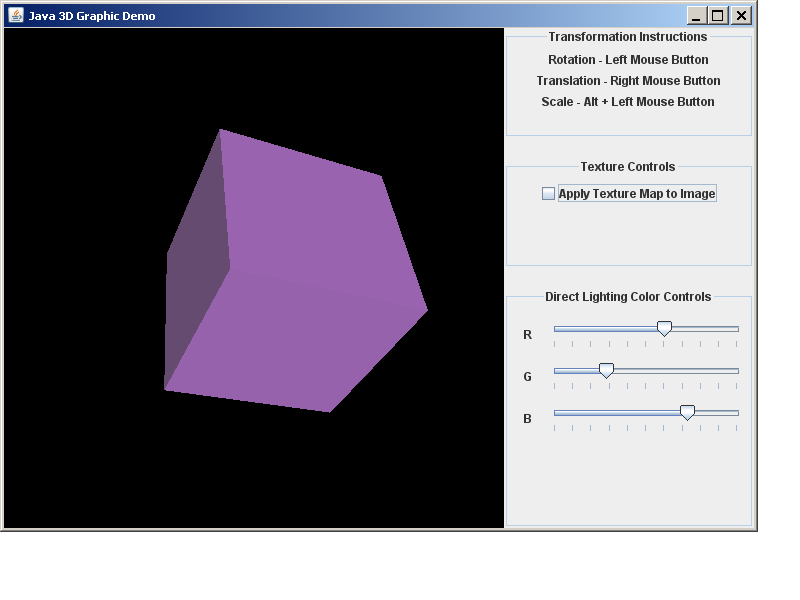 Java 3D Graphic Demo
Transformation Instructions
Rotation - Left Mouse Button
Translation - Right Mouse Button
Scale - Alt + Left Mouse Button
Texture Controls
Apply Texture Map to Image
Direct Lighting Color Controls
R
G
B